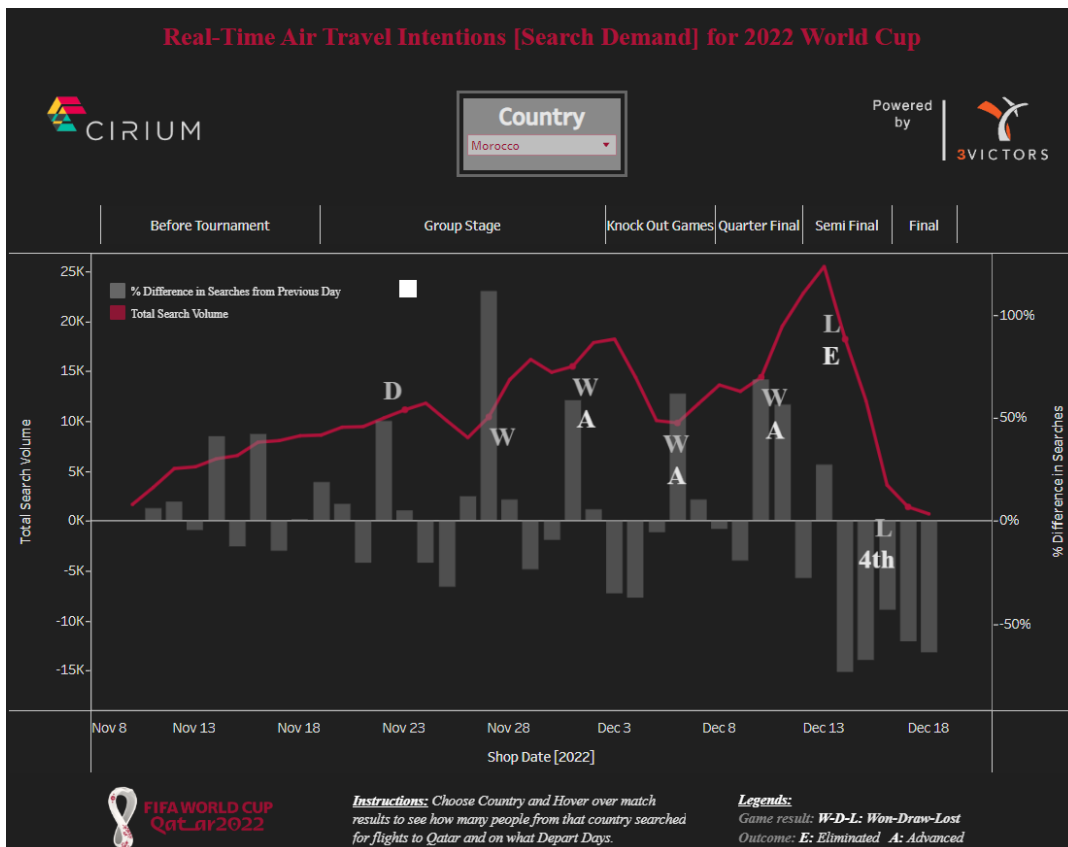 Real-Time Air Travel Intentions [Search Demand] for 2022 World Cup
CIRIUM
Country
Morocco
Powered
by
3VICTORS
Before Tournament
Group Stage
Knock Out Games
Quarter Final
Semi Final
Final
% Difference in Searches from Previous Day
Total Search Volume
Total Search Volume
25K
20K
15K
10K
5K
0K
-5K
-10K
-15K
D
W
W
A
W
A
W
A
L
E
L
4th
100%
50%
0%
-50%
% Difference in Searches
Nov 8
Nov 13
Nov 18
Nov 23
Nov 28
Dec 3
Dec 8
Dec 13
Dec 18
Shop Date [2022]
FIFA WORLD CUP
Qatar2022
Instructions: Choose Country and Hover over match
results to see how many people from that country searched
for flights to Qatar and on what Depart Days.
Legends:
Game result: W-D-L: Won-Draw-Lost
Outcome: E: Eliminated A: Advanced